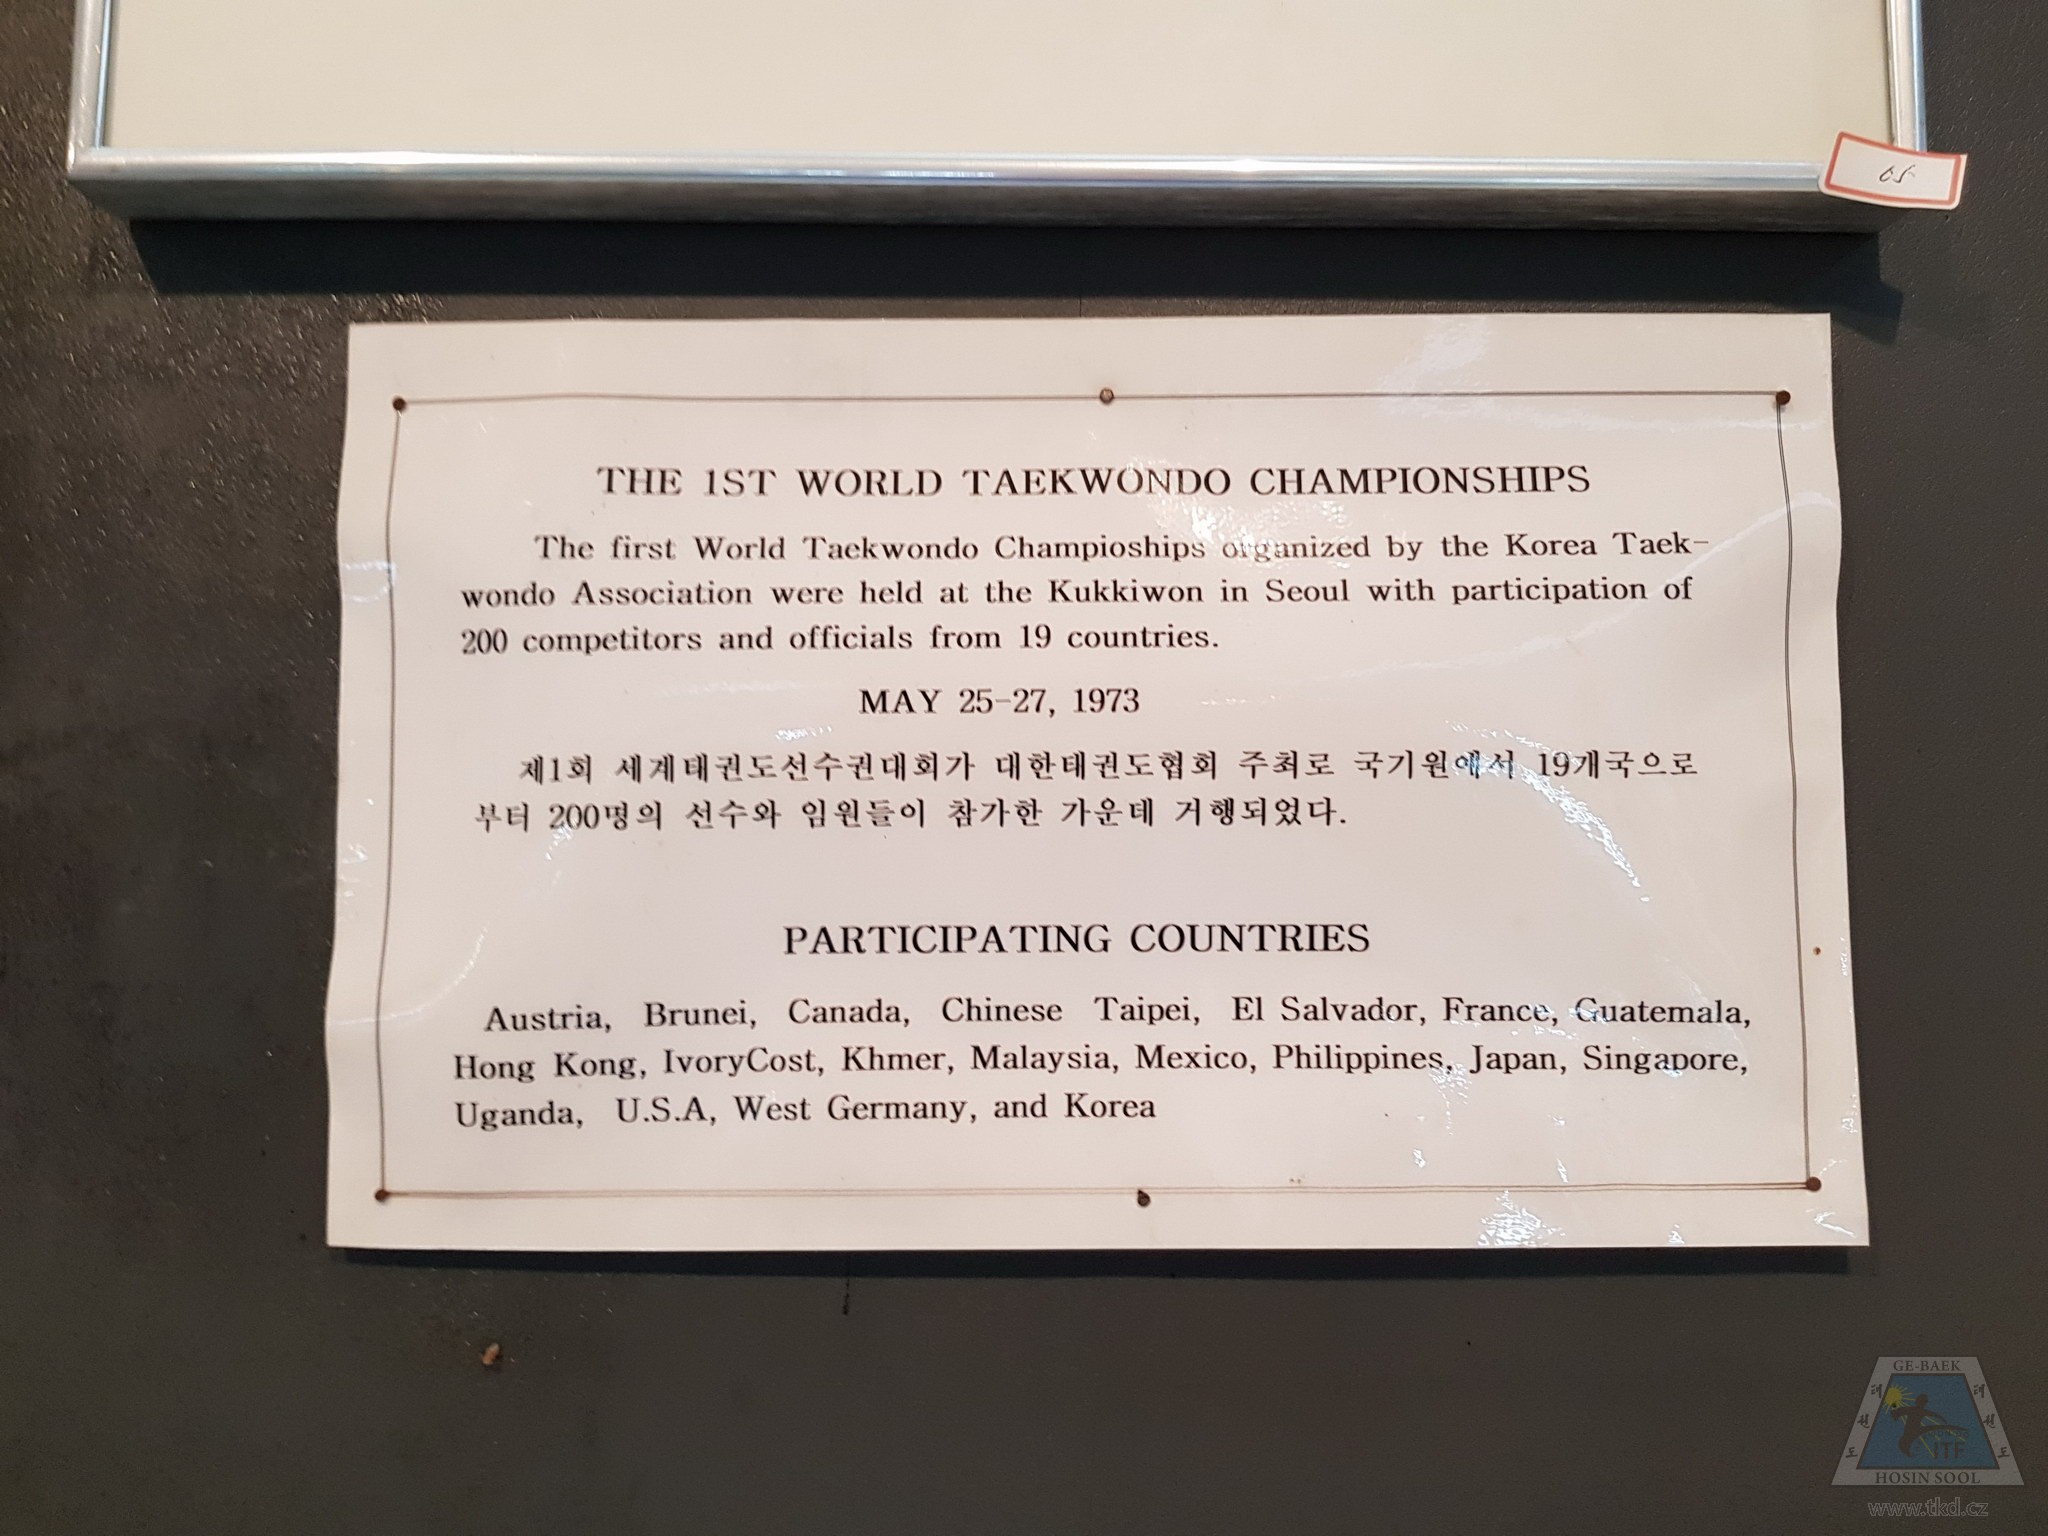 05
THE 1ST WORLD TAEKWONDO CHAMPIONSHIPS
The first World Taekwondo Champioships organized by the Korea Taek-
wondo Association were held at the Kukkiwon in Seoul with participation of
200 competitors and officials from 19 countries.
MAY 25-27, 1973
제1회 세계태권도선수권대회가 대한태권도협회 주최로 국기원에서 19개국으로
부터 200명의 선수와 임원들이 참가한 가운데 거행되었다.
PARTICIPATING COUNTRIES
Austria, Brunei, Canada, Chinese Taipei, El Salvador, France, Guatemala,
Hong Kong, IvoryCost, Khmer, Malaysia, Mexico, Philippines, Japan, Singapore,
Uganda, U.S.A, West Germany, and Korea
GE-BAEK
ITF
HOSIN SOOL
www.tkd.cz